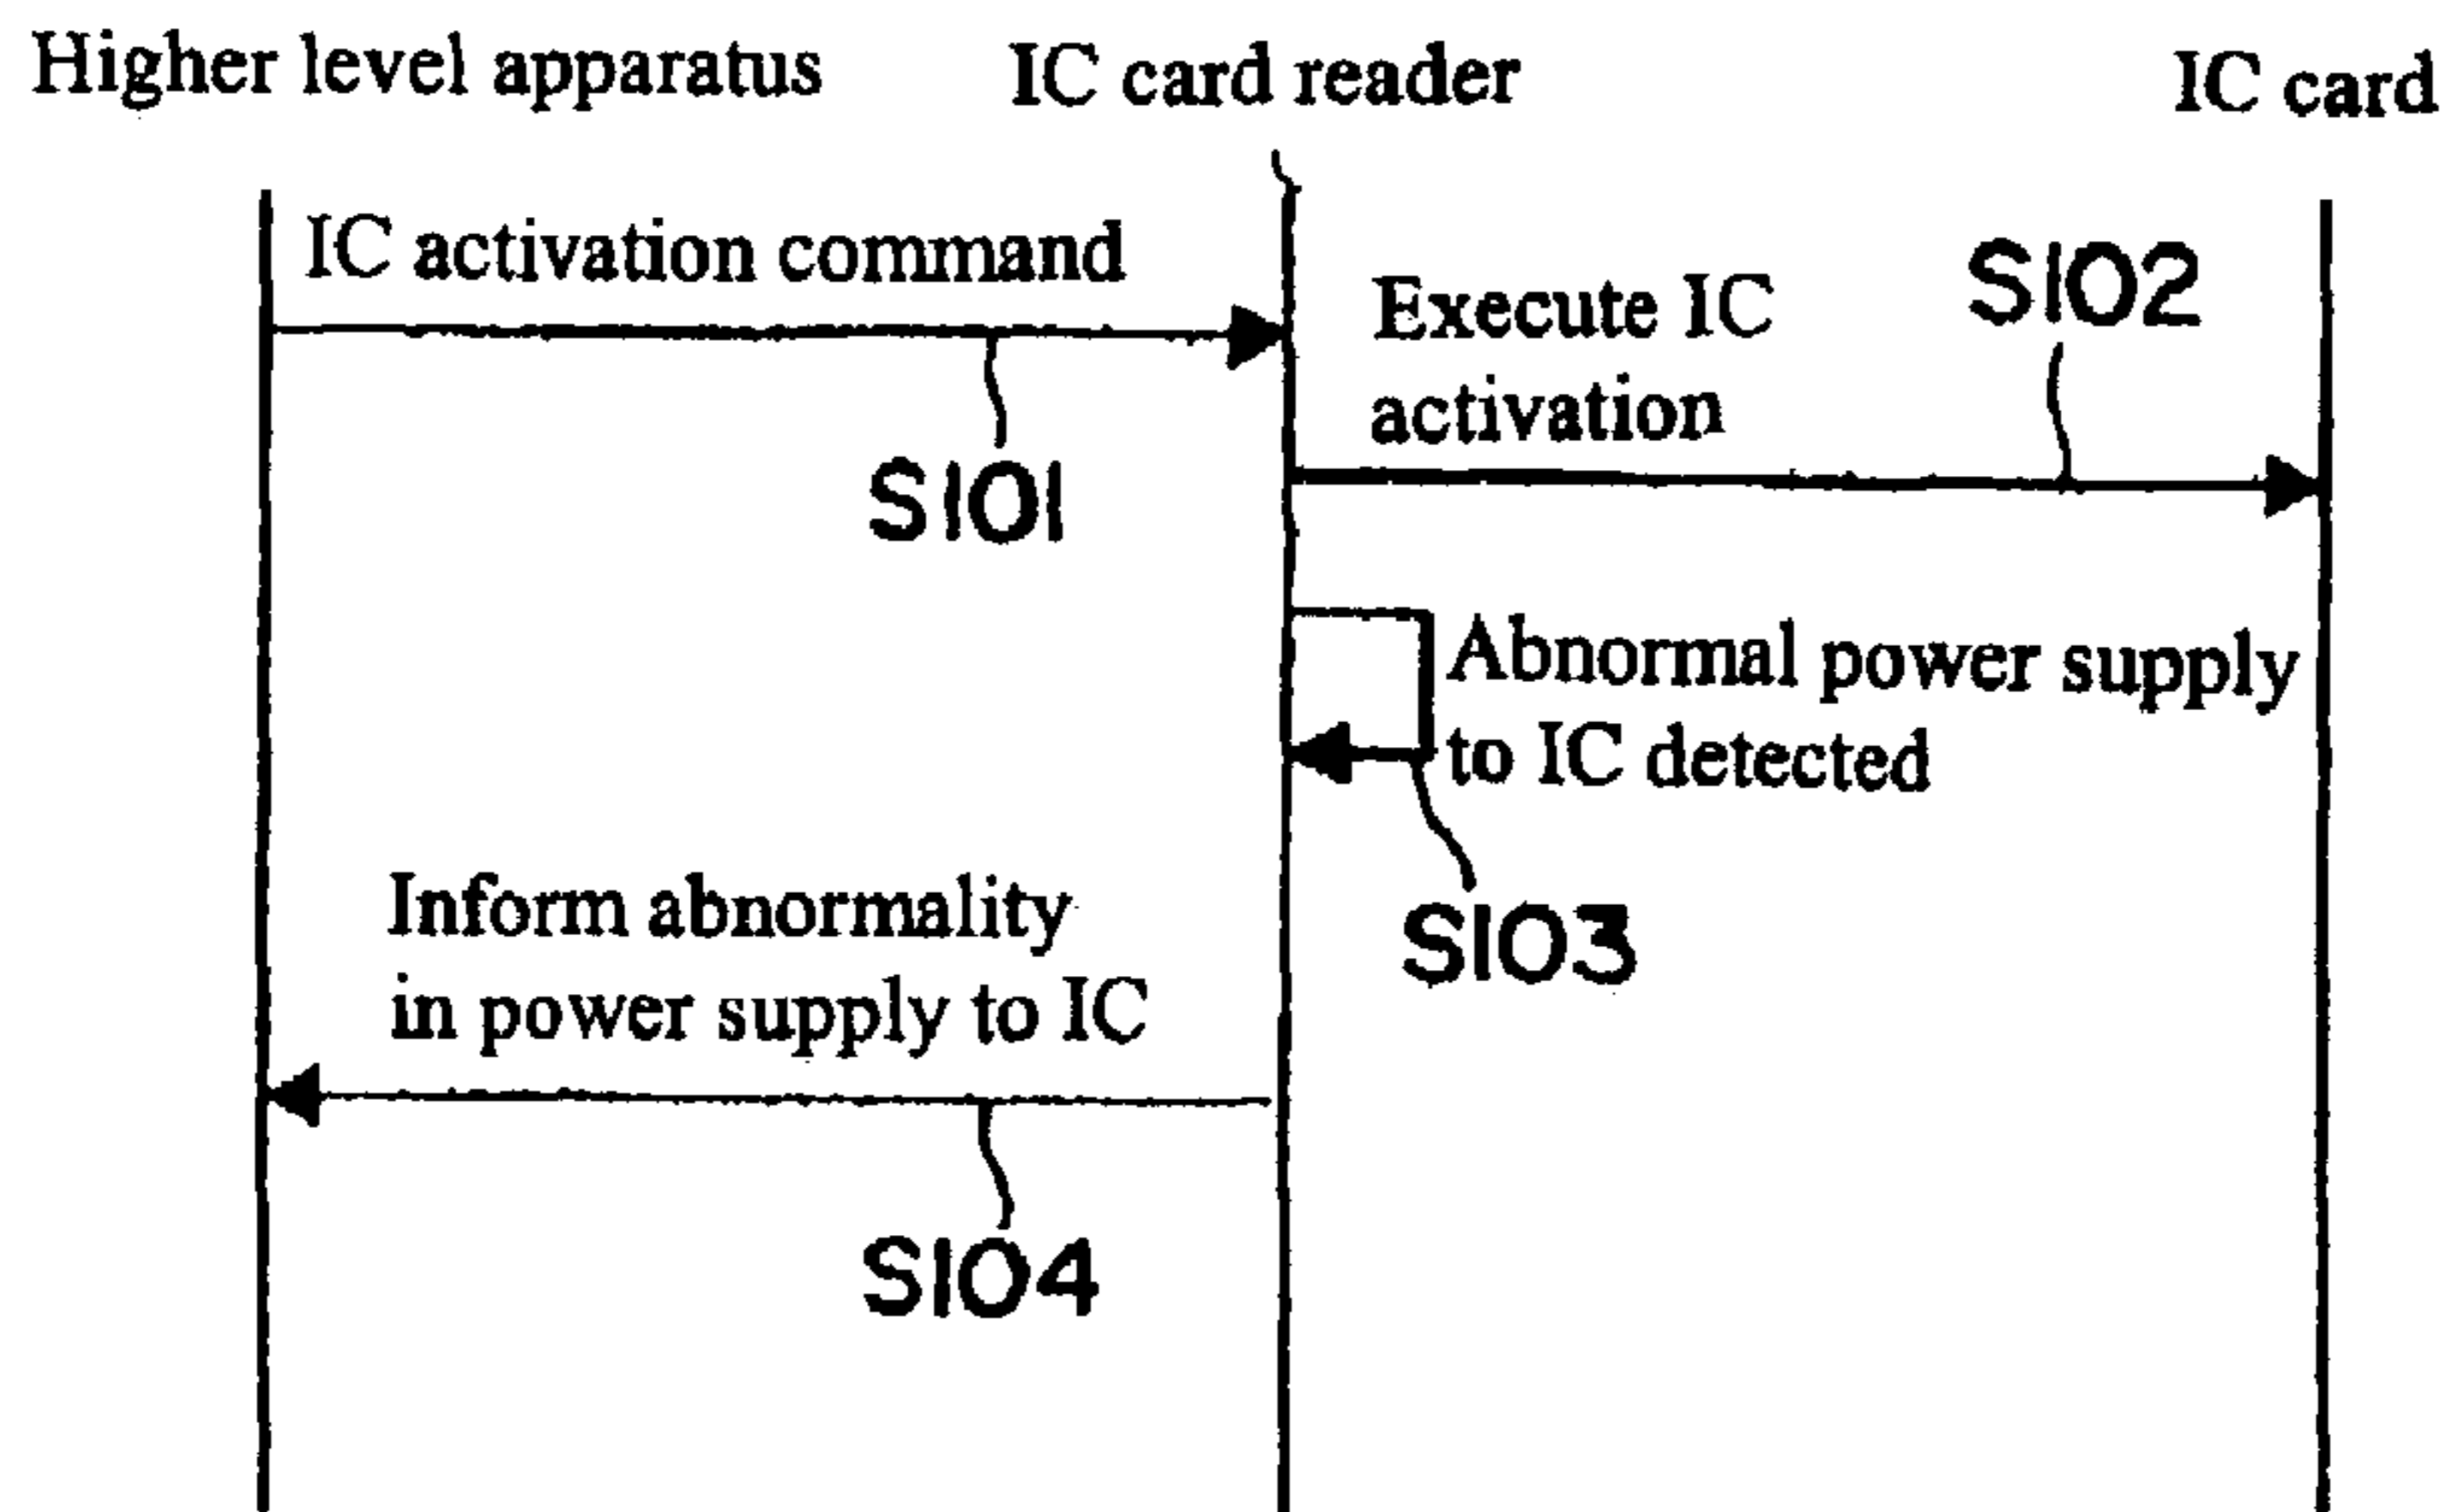 Higher level apparatus
IC card reader
IC card
IC activation command
S101
Execute IC
activation
S102
Abnormal power supply
to IC detected
S103
Inform abnormality
in power supply to IC
S104